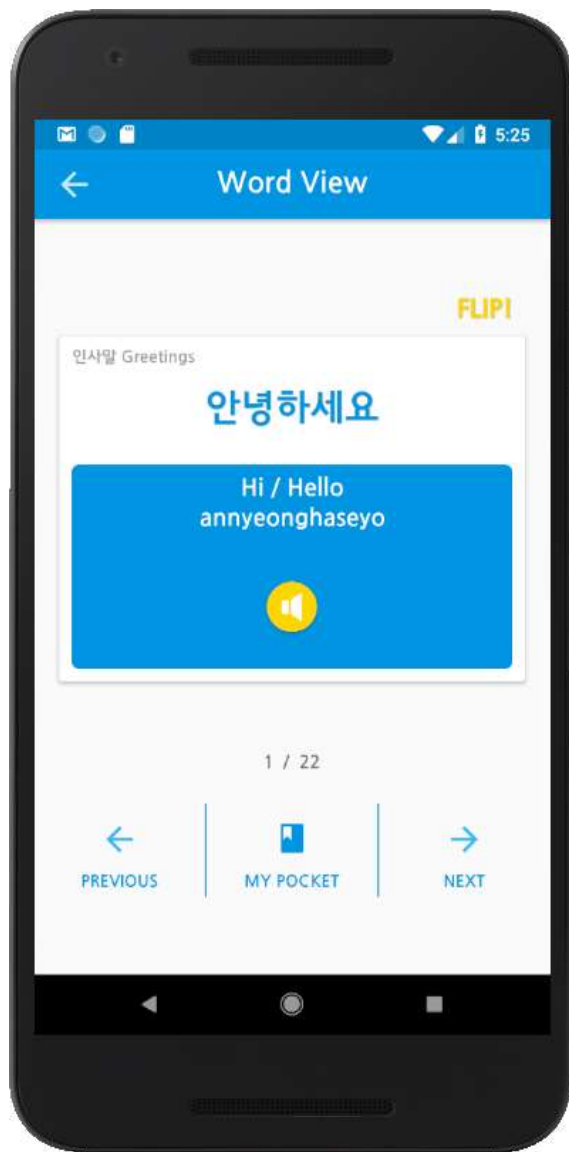 5:25
Word View
FLIP!
인사말 Greetings
안녕하세요
Hi / Hello
annyeonghaseyo
1 / 22
PREVIOUS
MY POCKET
NEXT